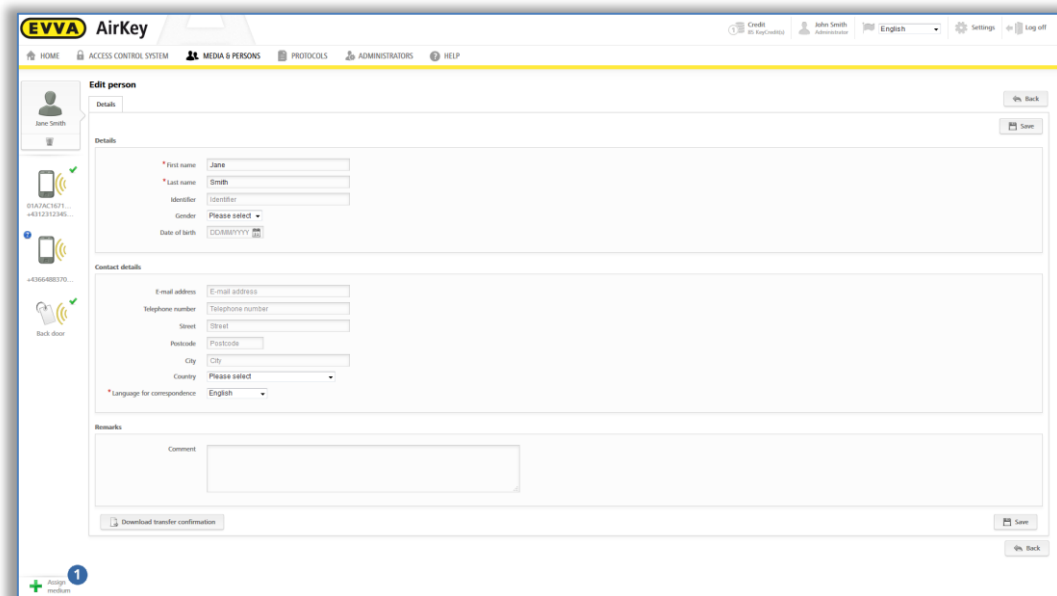 EVVA AirKey
Credit
85 KeyCredit(s)
John Smith
Administrator
English
Settings
Log off
HOME ACCESS CONTROL SYSTEM MEDIA & PERSONS PROTOCOLS ADMINISTRATORS HELP
Jane Smith
01A7AC1671...
+4312312345...
?
+4366488370...
Back door
Assign
medium
1
Edit person
Details
Back
Save
Details
* First name Jane
* Last name Smith
Identifier Identifier
Gender Please select
Date of birth DD/MM/YYYY
Contact details
E-mail address E-mail address
Telephone number Telephone number
Street Street
Postcode Postcode
City City
Country Please select
* Language for correspondence English
Remarks
Comment
Download transfer confirmation
Save
Back